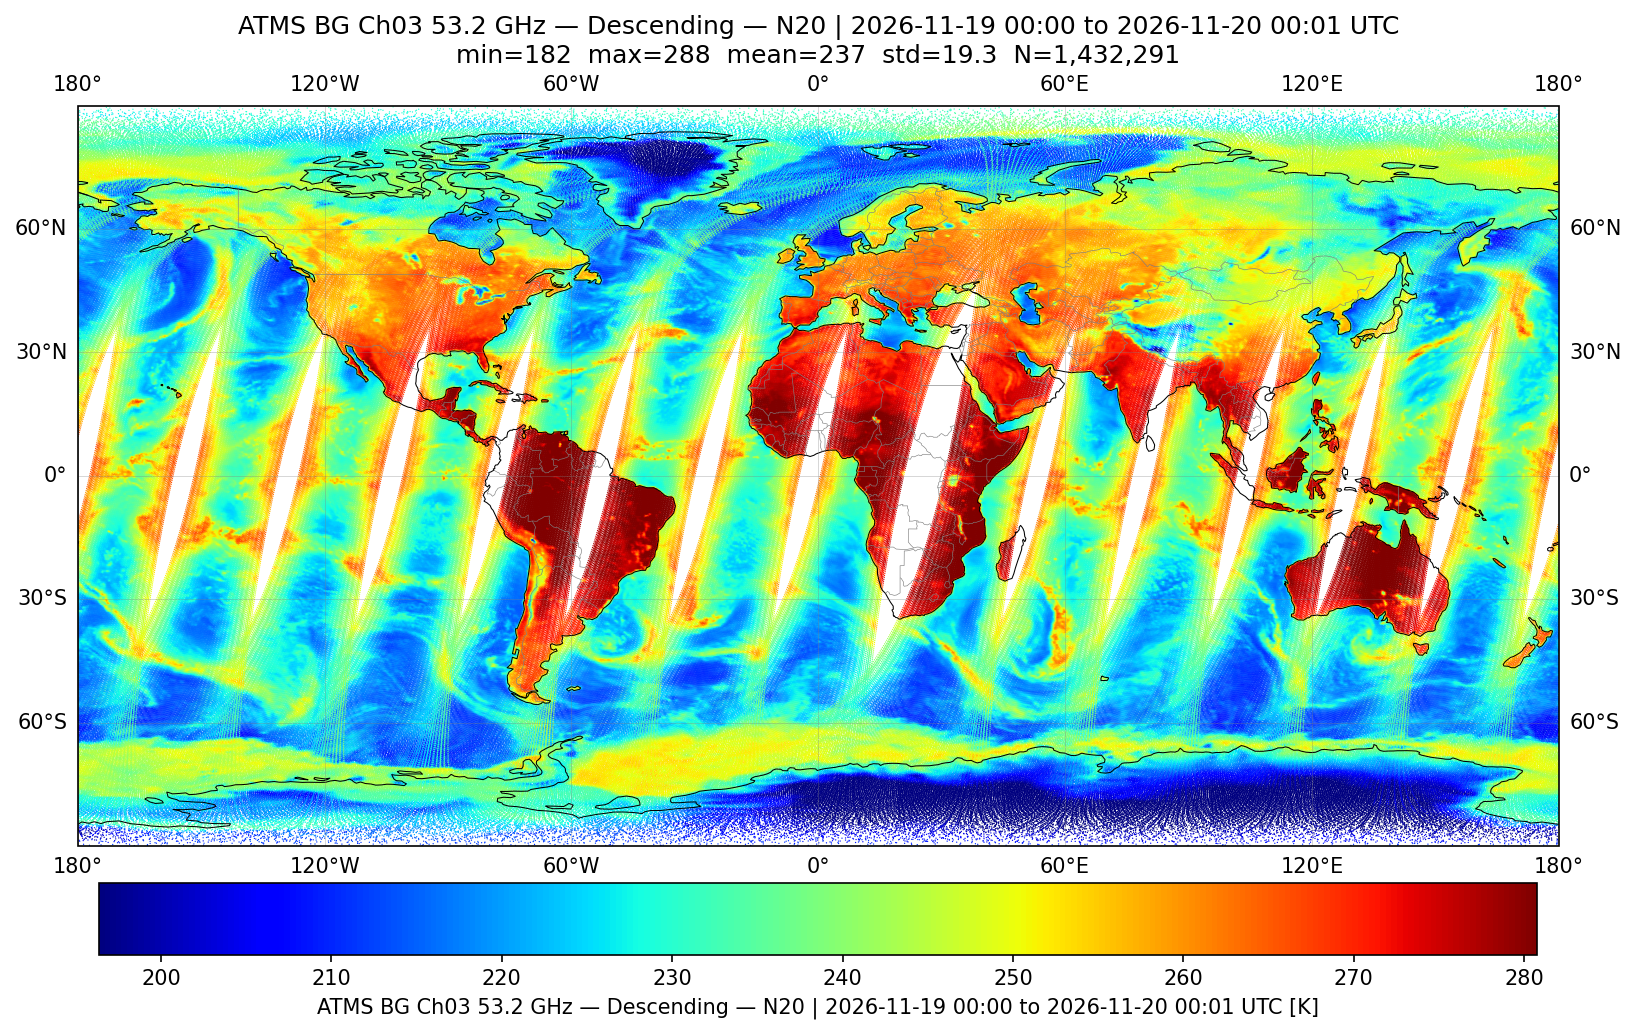 ATMS BG Ch03 53.2 GHz — Descending — N20 | 2026-11-19 00:00 to 2026-11-20 00:01 UTC
min=182 max=288 mean=237 std=19.3 N=1,432,291
180° 120°W 60°W 0° 60°E 120°E 180°
60°N 60°N
30°N 30°N
0° 0°
30°S 30°S
60°S 60°S
180° 120°W 60°W 0° 60°E 120°E 180°
200 210 220 230 240 250 260 270 280
ATMS BG Ch03 53.2 GHz — Descending — N20 | 2026-11-19 00:00 to 2026-11-20 00:01 UTC [K]